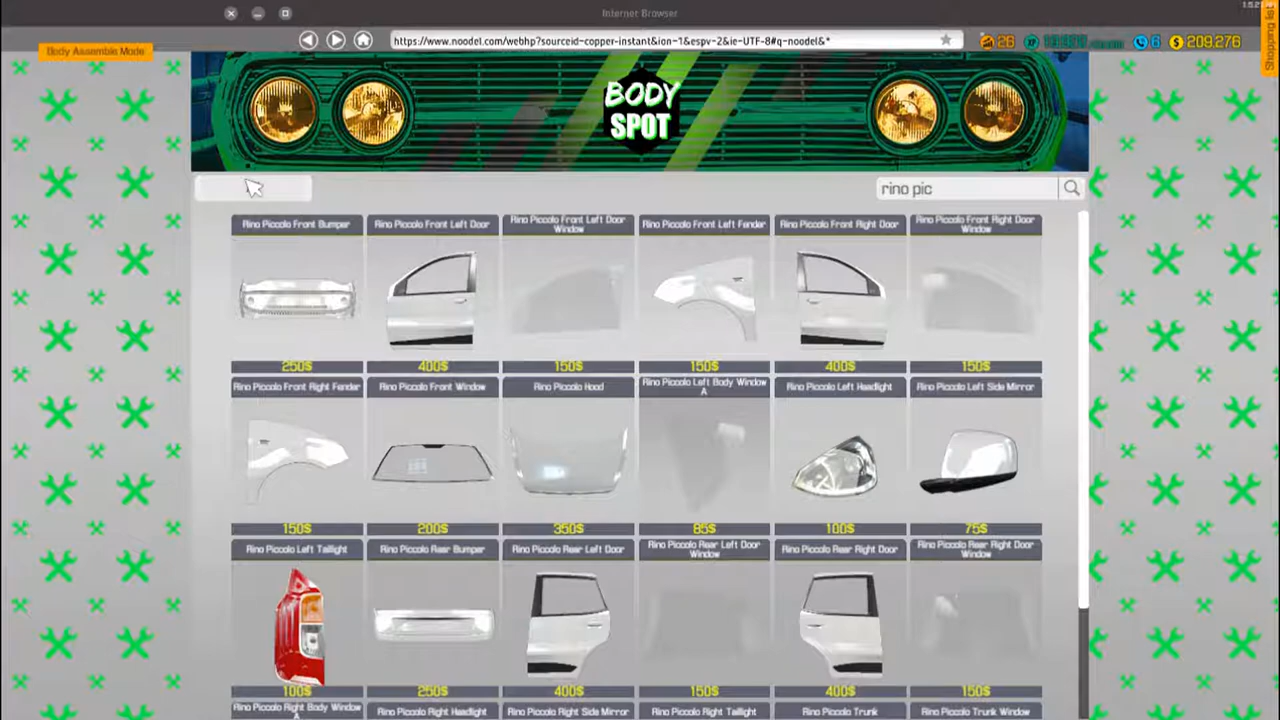 Internet Browser
https://www.noodel.com/webhp?sourceid-copper-instant&ion-1&espv-2&ie-UTF-8#q-noodel&*
Body Assemble Mode
26
6
$ 209.276
Shopping list
BODY
SPOT
rino pic
Rino Piccolo Front Bumper
Rino Piccolo Front Left Door
Rino Piccolo Front Left Door
Window
Rino Piccolo Front Left Fender
Rino Piccolo Front Right Door
Rino Piccolo Front Right Door
Window
250$
400$
150$
150$
400$
150$
Rino Piccolo Front Right Fender
Rino Piccolo Front Window
Rino Piccolo Hood
Rino Piccolo Left Body Window
A
Rino Piccolo Left Headlight
Rino Piccolo Left Side Mirror
150$
200$
350$
85$
100$
75$
Rino Piccolo Left Taillight
Rino Piccolo Rear Bumper
Rino Piccolo Rear Left Door
Rino Piccolo Rear Left Door
Window
Rino Piccolo Rear Right Door
Rino Piccolo Rear Right Door
Window
100$
250$
400$
150$
400$
150$
Rino Piccolo Right Body Window
A
Rino Piccolo Right Headlight
Rino Piccolo Right Side Mirror
Rino Piccolo Right Taillight
Rino Piccolo Trunk
Rino Piccolo Trunk Window